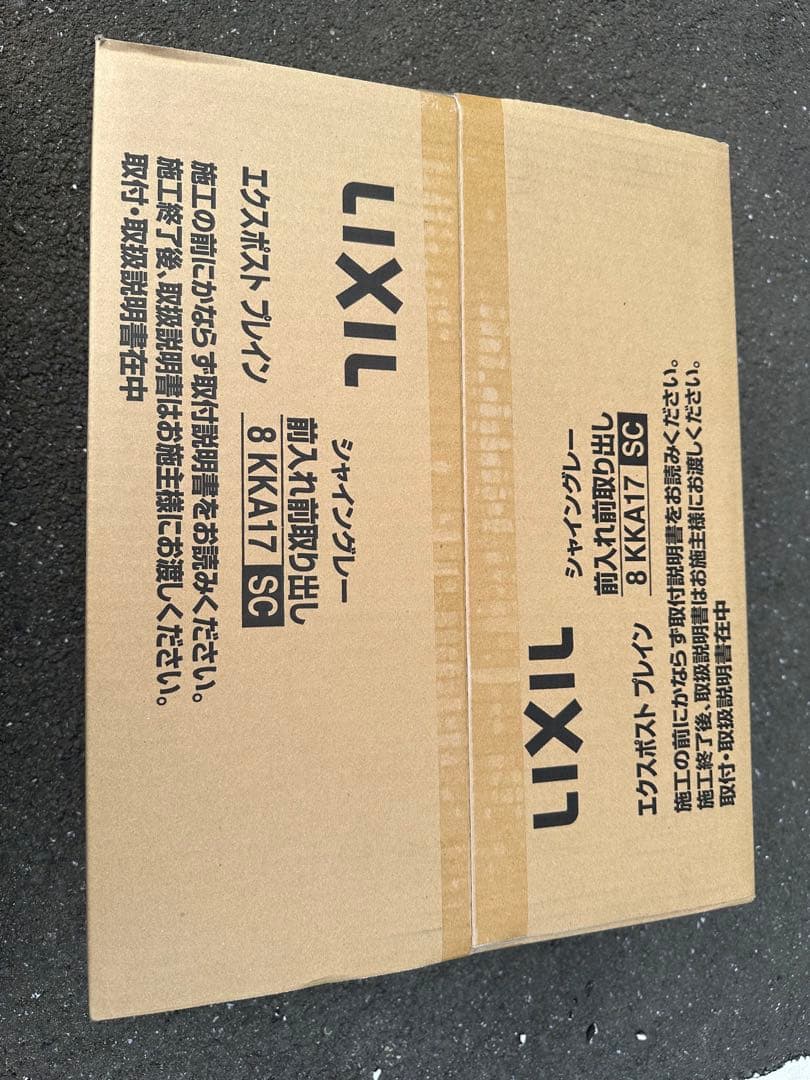 LIXIL
エクスポスト プレイン
シャイングレー
前入れ前取り出し
8 KKA17 SC
施工の前にかならず取付説明書をお読みください。
施工終了後、取扱説明書はお施主様にお渡しください。
取付・取扱説明書在中
LIXIL
エクスポスト プレイン
シャイングレー
前入れ前取り出し
8 KKA17 SC
施工の前にかならず取付説明書をお読みください。
施工終了後、取扱説明書はお施主様にお渡しください。
取付・取扱説明書在中